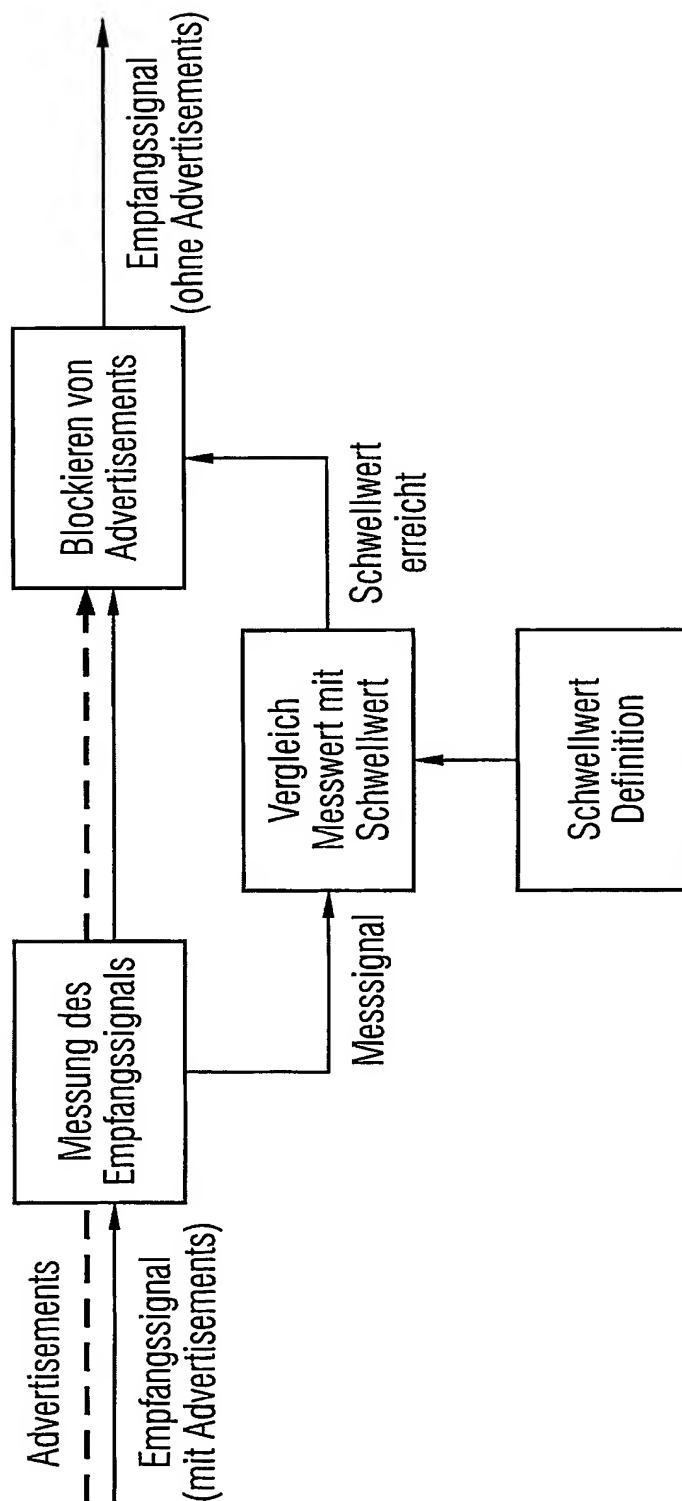 Advertisements
Empfangssignal
(mit Advertisements)
Messung des
Empfangssignals
Messsignal
Vergleich
Messwert mit
Schwellwert
Schwellwert
Definition
Schwellwert
erreicht
Blockieren von
Advertisements
Empfangssignal
(ohne Advertisements)